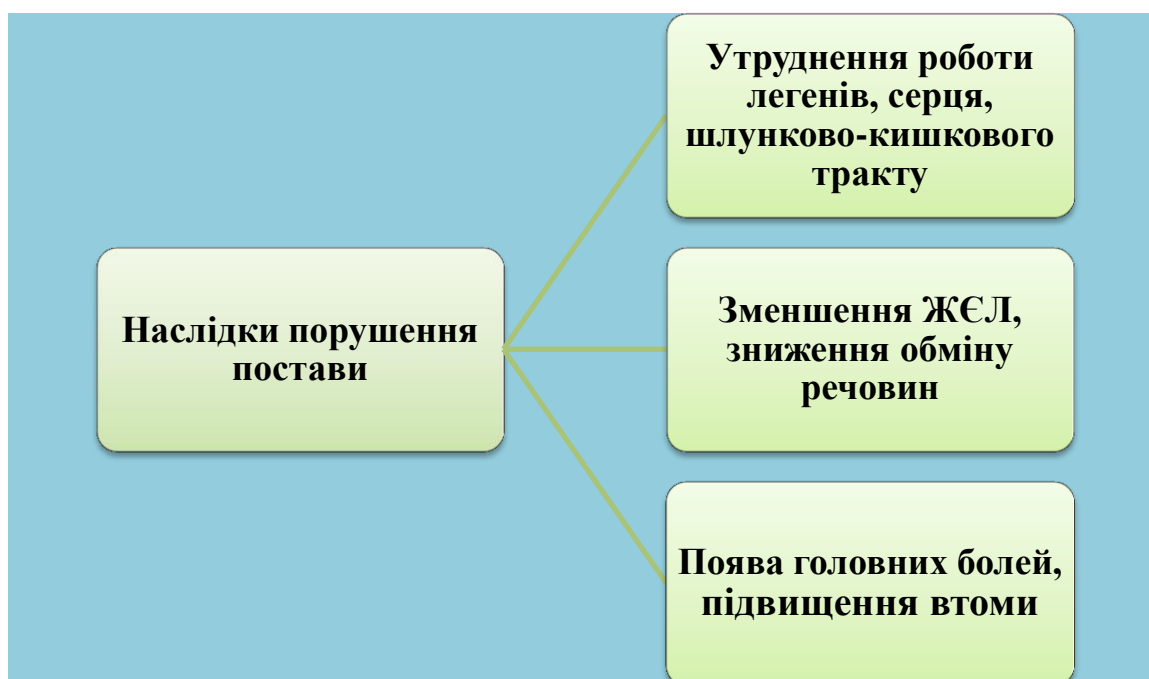 Утруднення роботи
легенів, серця,
шлунково-кишкового
тракту
Наслідки порушення
постави
Зменшення ЖЄЛ,
зниження обміну
речовин
Поява головних болей,
підвищення втоми